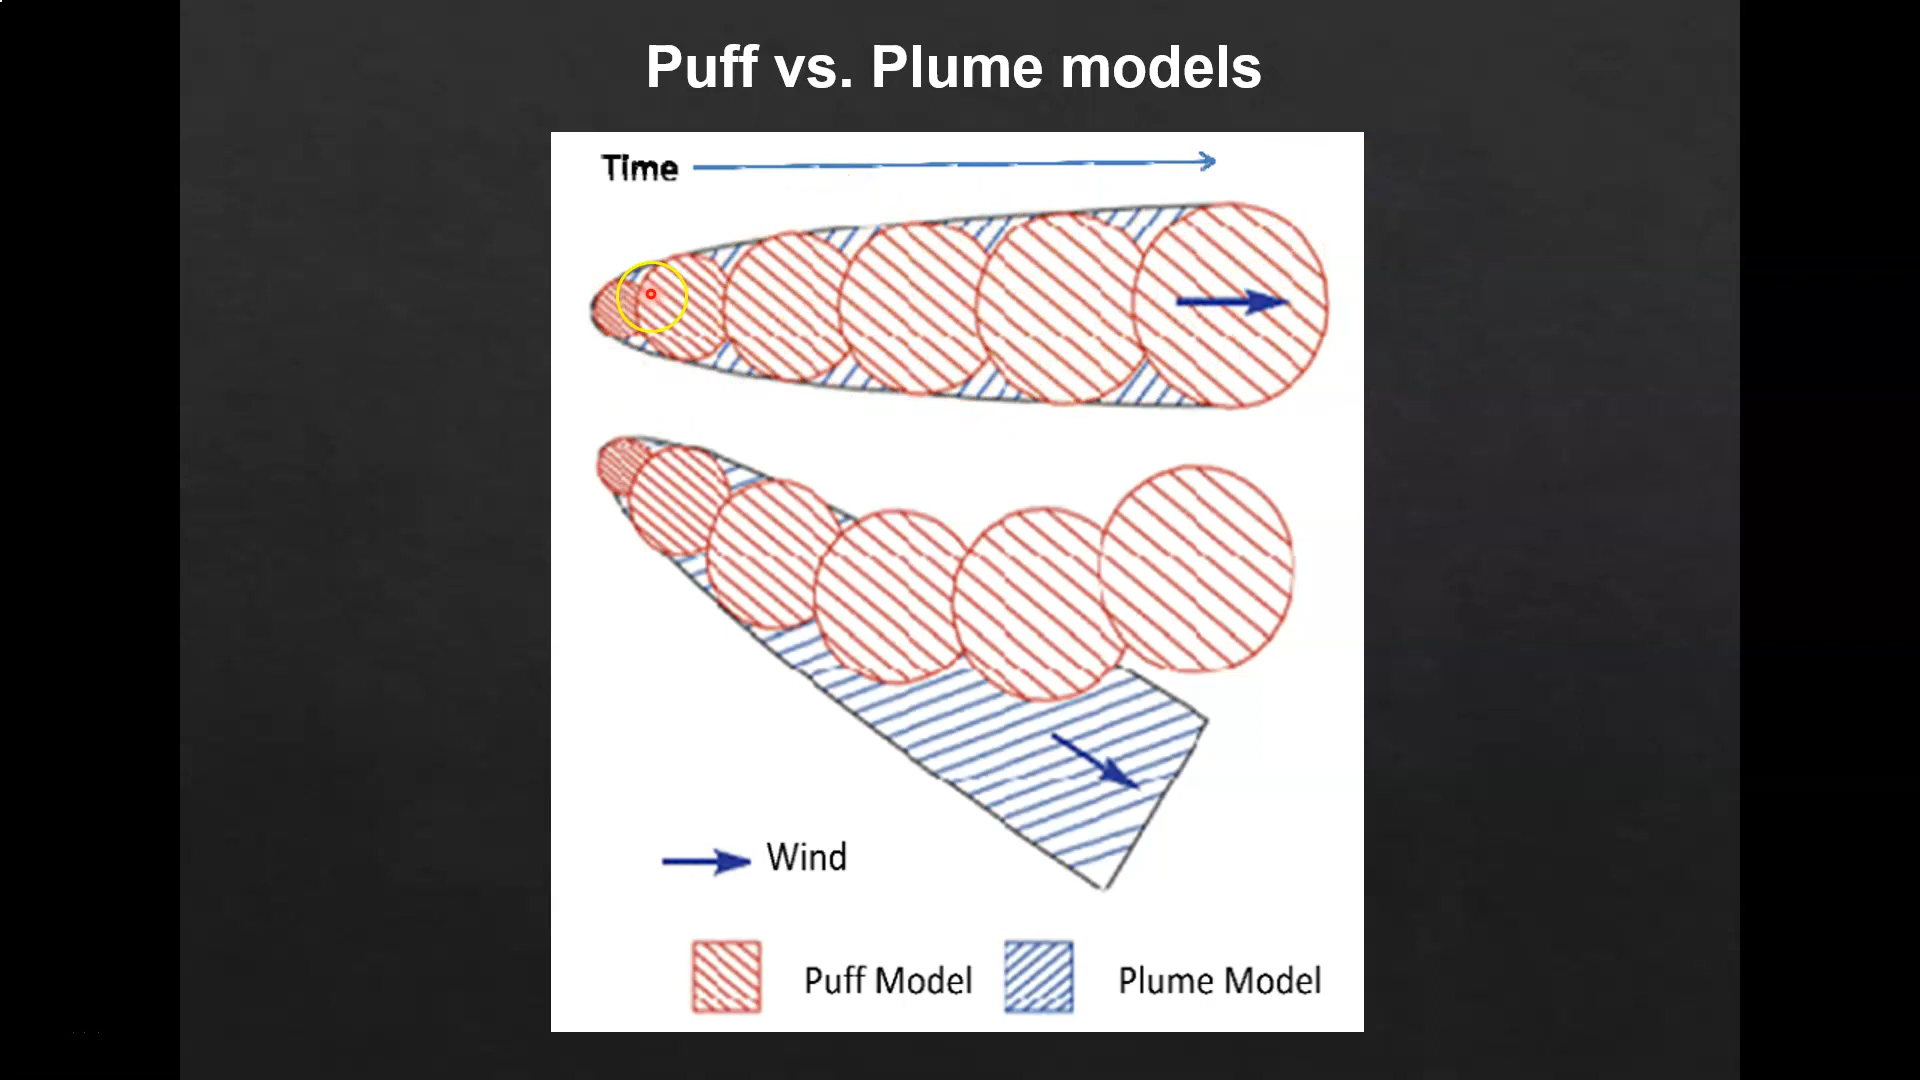 Puff vs. Plume models
Time
Wind
Puff Model
Plume Model